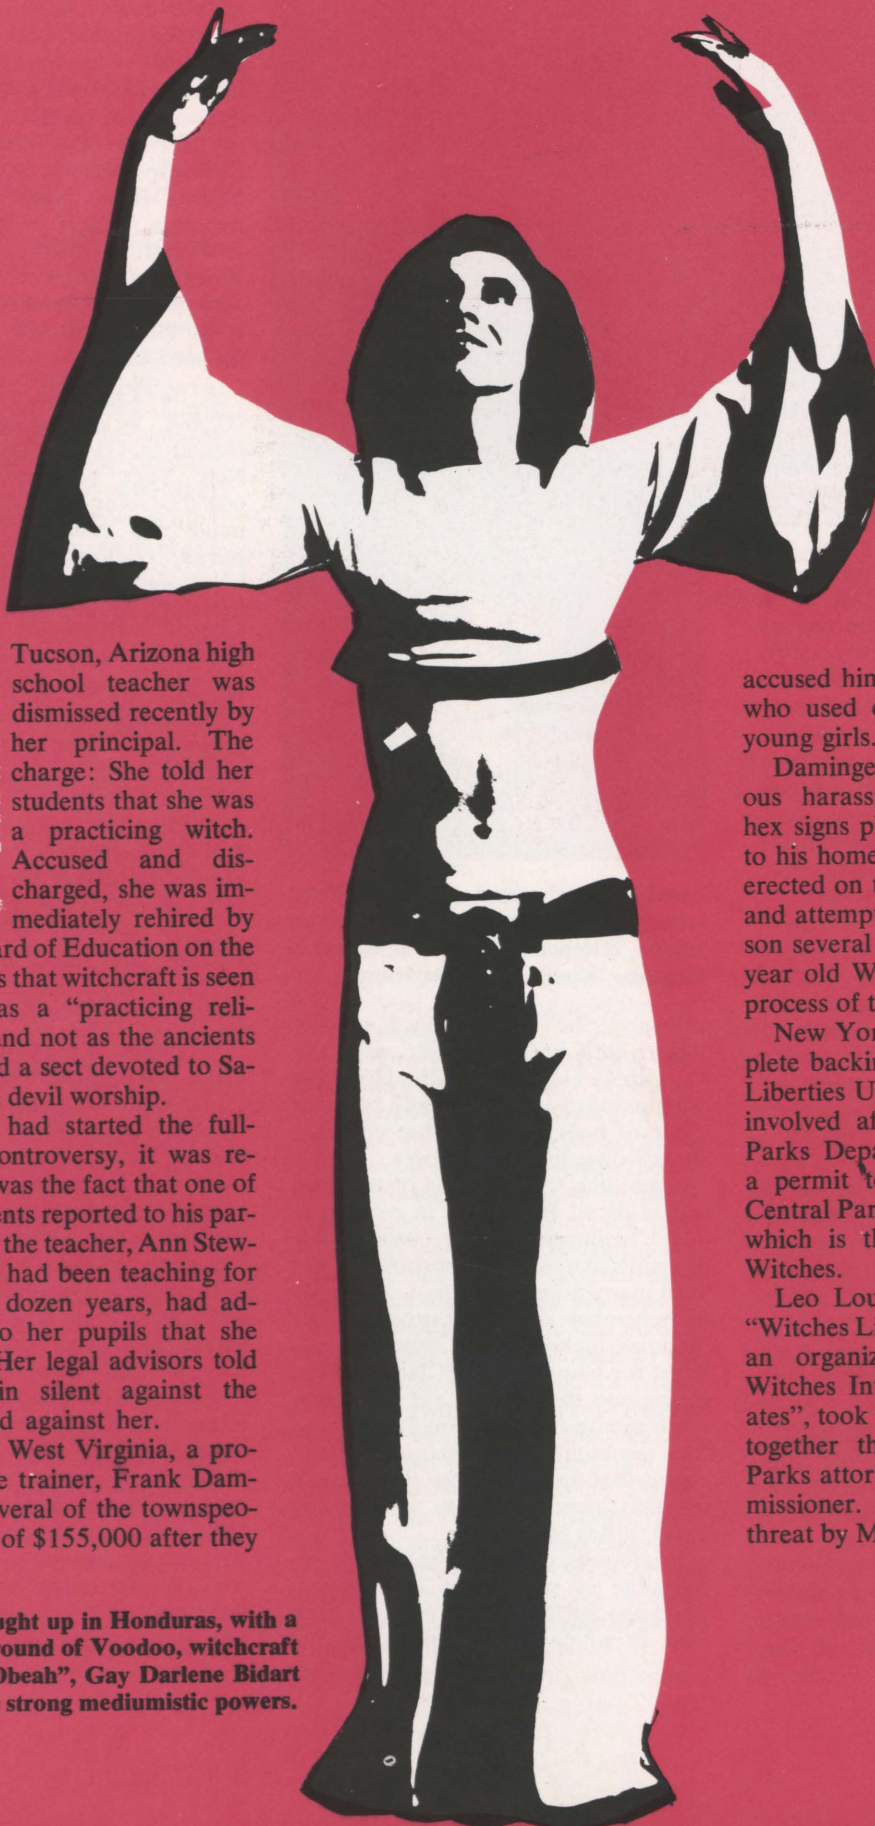 Tucson, Arizona high
school teacher was
dismissed recently by
her principal. The
charge: She told her
students that she was
a practicing witch.
Accused and dis-
charged, she was im-
mediately rehired by
ard of Education on the
s that witchcraft is seen
as a “practicing reli-
nd not as the ancients
d a sect devoted to Sa-
devil worship.
had started the full-
ontroversy, it was re-
was the fact that one of
ents reported to his par-
the teacher, Ann Stew-
had been teaching for
dozen years, had ad-
o her pupils that she
Her legal advisors told
in silent against the
d against her.
West Virginia, a pro-
e trainer, Frank Dam-
veral of the townspeo-
of $155,000 after they
ught up in Honduras, with a
round of Voodoo, witchcraft
Obeah”, Gay Darlene Bidart
strong mediumistic powers.
accused him
who used
young girls.
Daminge
ous harass
hex signs p
to his home
erected on t
and attemp
son several
year old W
process of t
New Yor
plete backin
Liberties U
involved af
Parks Depa
a permit to
Central Par
which is th
Witches.
Leo Lou
“Witches Li
an organiz
Witches In
ates”, took
together th
Parks attor
missioner.
threat by M